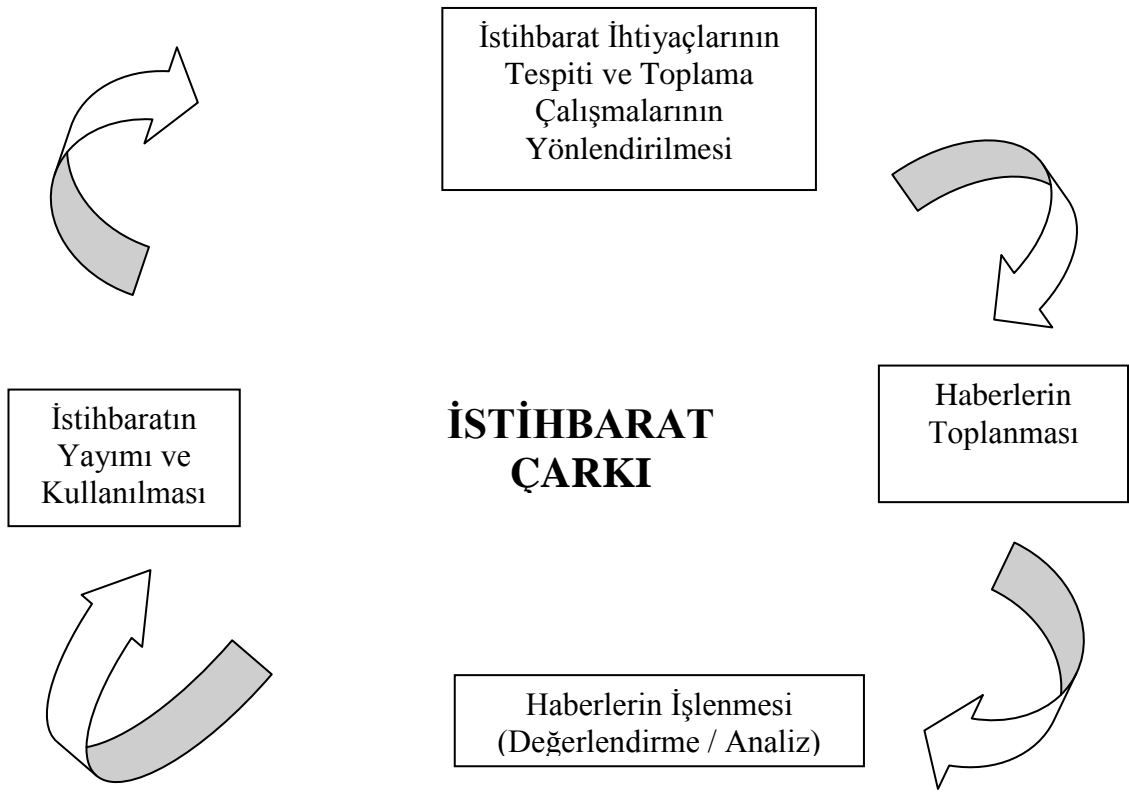 İstihbarat İhtiyaçlarının
Tespiti ve Toplama
Çalışmalarının
Yönlendirilmesi
Haberlerin
Toplanması
İSTİHBARAT
ÇARKI
İstihbaratın
Yayımı ve
Kullanılması
Haberlerin İşlenmesi
(Değerlendirme / Analiz)